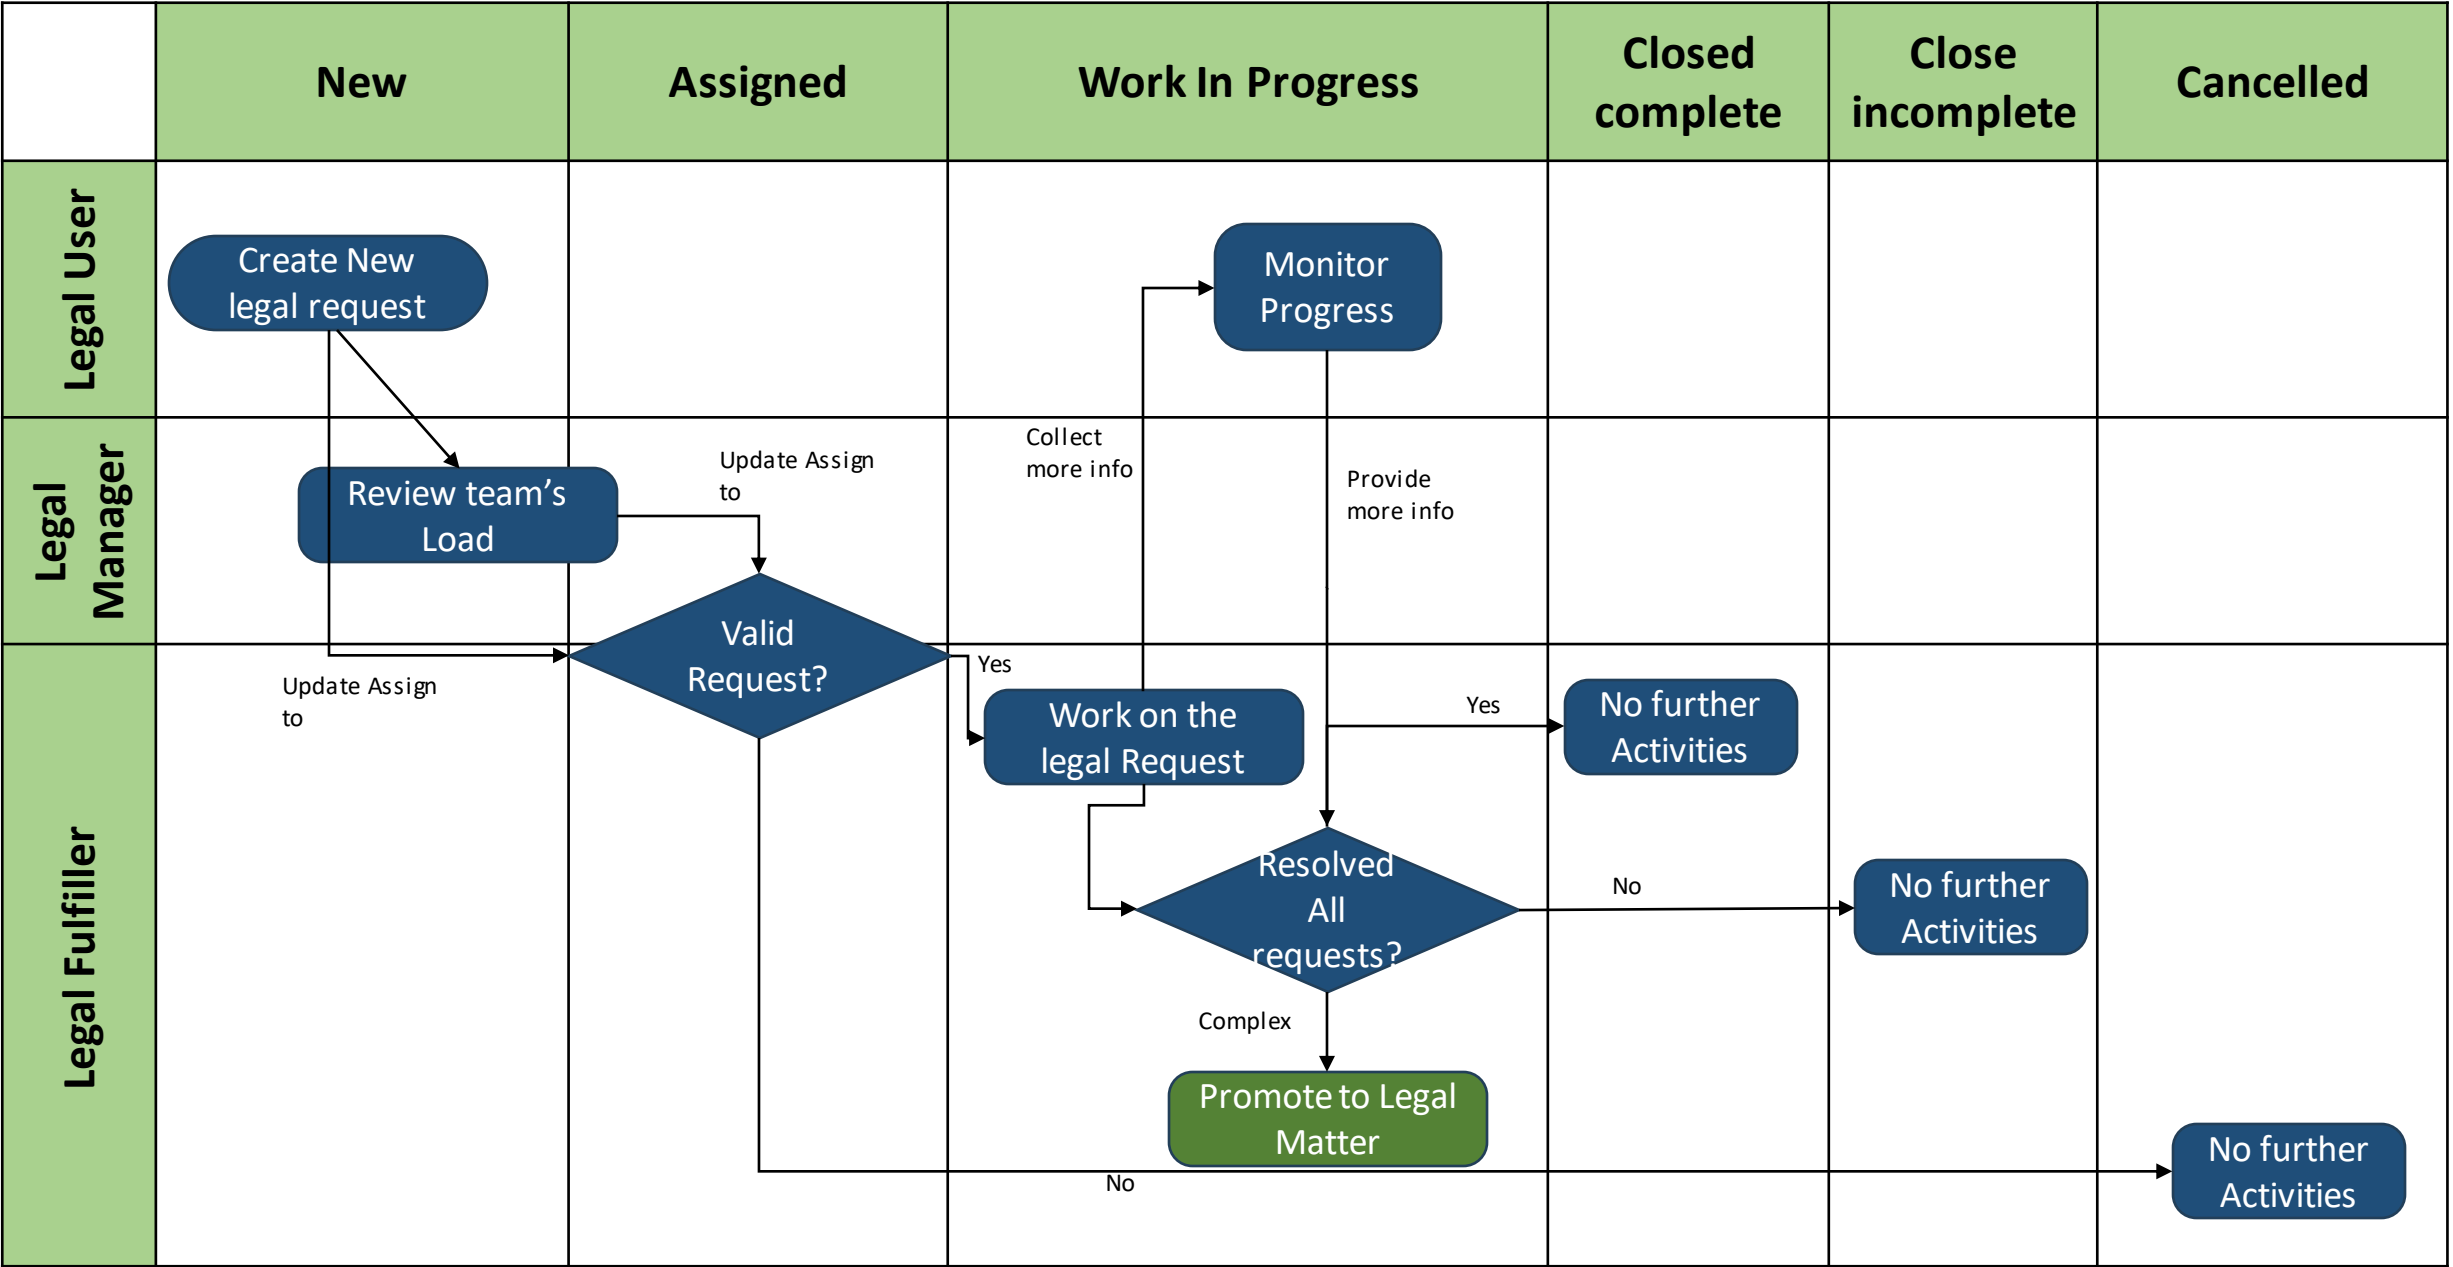 New
Assigned
Work In Progress
Closed
complete
Close
incomplete
Cancelled
Legal User
Create New
legal request
Monitor
Progress
Legal
Manager
Review team’s
Load
Update Assign
to
Collect
more info
Provide
more info
Legal Fulfiller
Valid
Request?
Update Assign
to
Yes
Work on the
legal Request
Yes
No further
Activities
Resolved
All
requests?
No
No further
Activities
Complex
Promote to Legal
Matter
No
No further
Activities